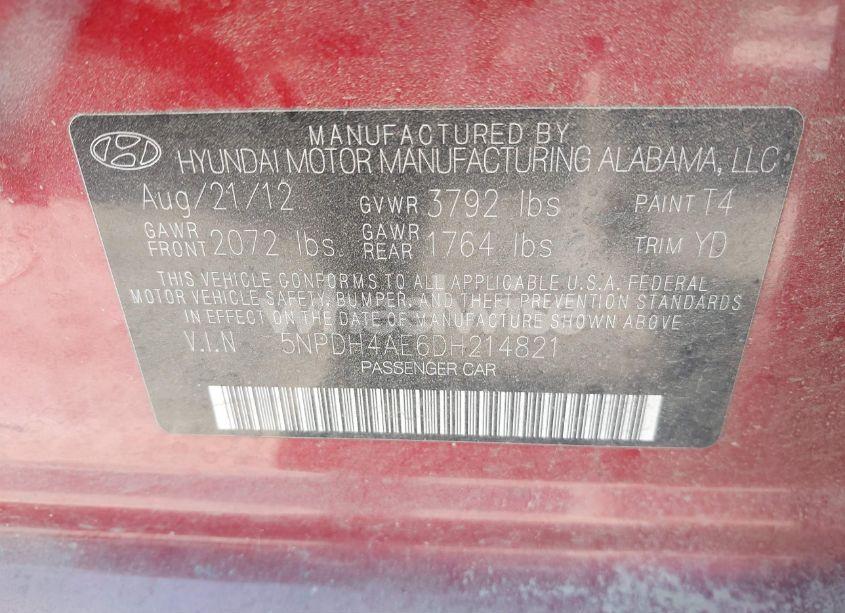 MANUFACTURED BY
HYUNDAI MOTOR MANUFACTURING ALABAMA, LLC
Aug/21/12 GVWR 3792 lbs PAINT T4
GAWR FRONT 2072 lbs GAWR REAR 1764 lbs TRIM YD
THIS VEHICLE CONFORMS TO ALL APPLICABLE U.S.A. FEDERAL
MOTOR VEHICLE SAFETY, BUMPER, AND THEFT PREVENTION STANDARDS
IN EFFECT ON THE DATE OF MANUFACTURE SHOWN ABOVE
V.I.N 5NPDH4AE6DH214821
PASSENGER CAR